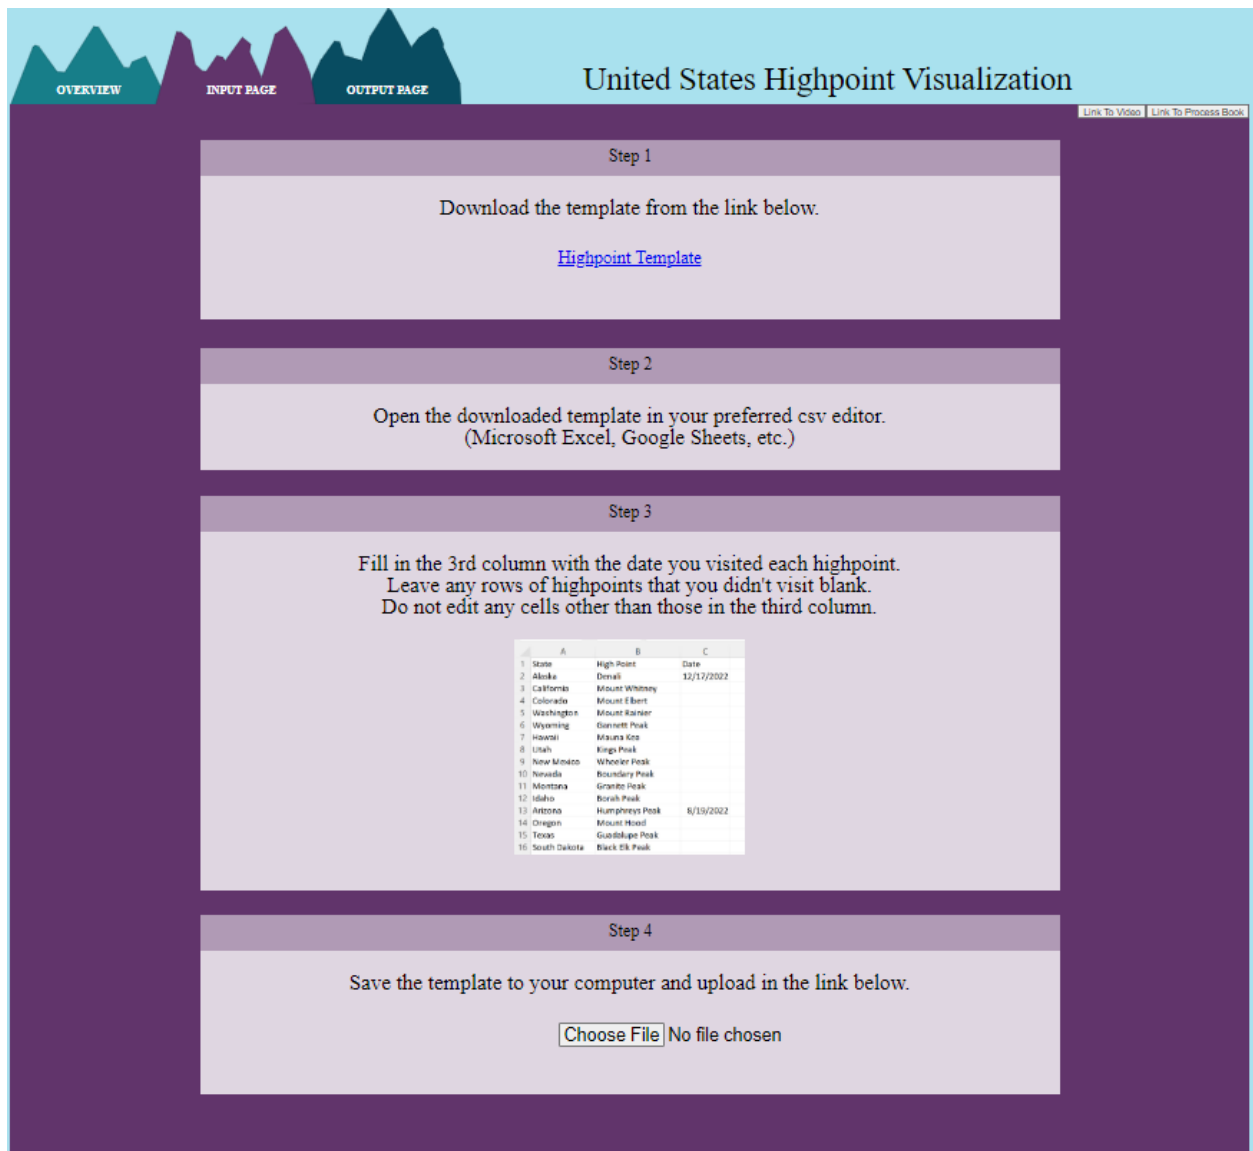 OVERVIEW
INPUT PAGE
OUTPUT PAGE
United States Highpoint Visualization
Link To Video
Link To Process Book
Step 1
Download the template from the link below.
Highpoint Template
Step 2
Open the downloaded template in your preferred csv editor.
(Microsoft Excel, Google Sheets, etc.)
Step 3
Fill in the 3rd column with the date you visited each highpoint.
Leave any rows of highpoints that you didn't visit blank.
Do not edit any cells other than those in the third column.
A B C
1 State High Point Date
2 Alaska Denali 12/17/2022
3 California Mount Whitney
4 Colorado Mount Elbert
5 Washington Mount Rainier
6 Wyoming Gannett Peak
7 Hawaii Mauna Kea
8 Utah Kings Peak
9 New Mexico Wheeler Peak
10 Nevada Boundary Peak
11 Montana Granite Peak
12 Idaho Borah Peak
13 Arizona Humphreys Peak 8/19/2022
14 Oregon Mount Hood
15 Texas Guadalupe Peak
16 South Dakota Black Elk Peak
Step 4
Save the template to your computer and upload in the link below.
Choose File No file chosen